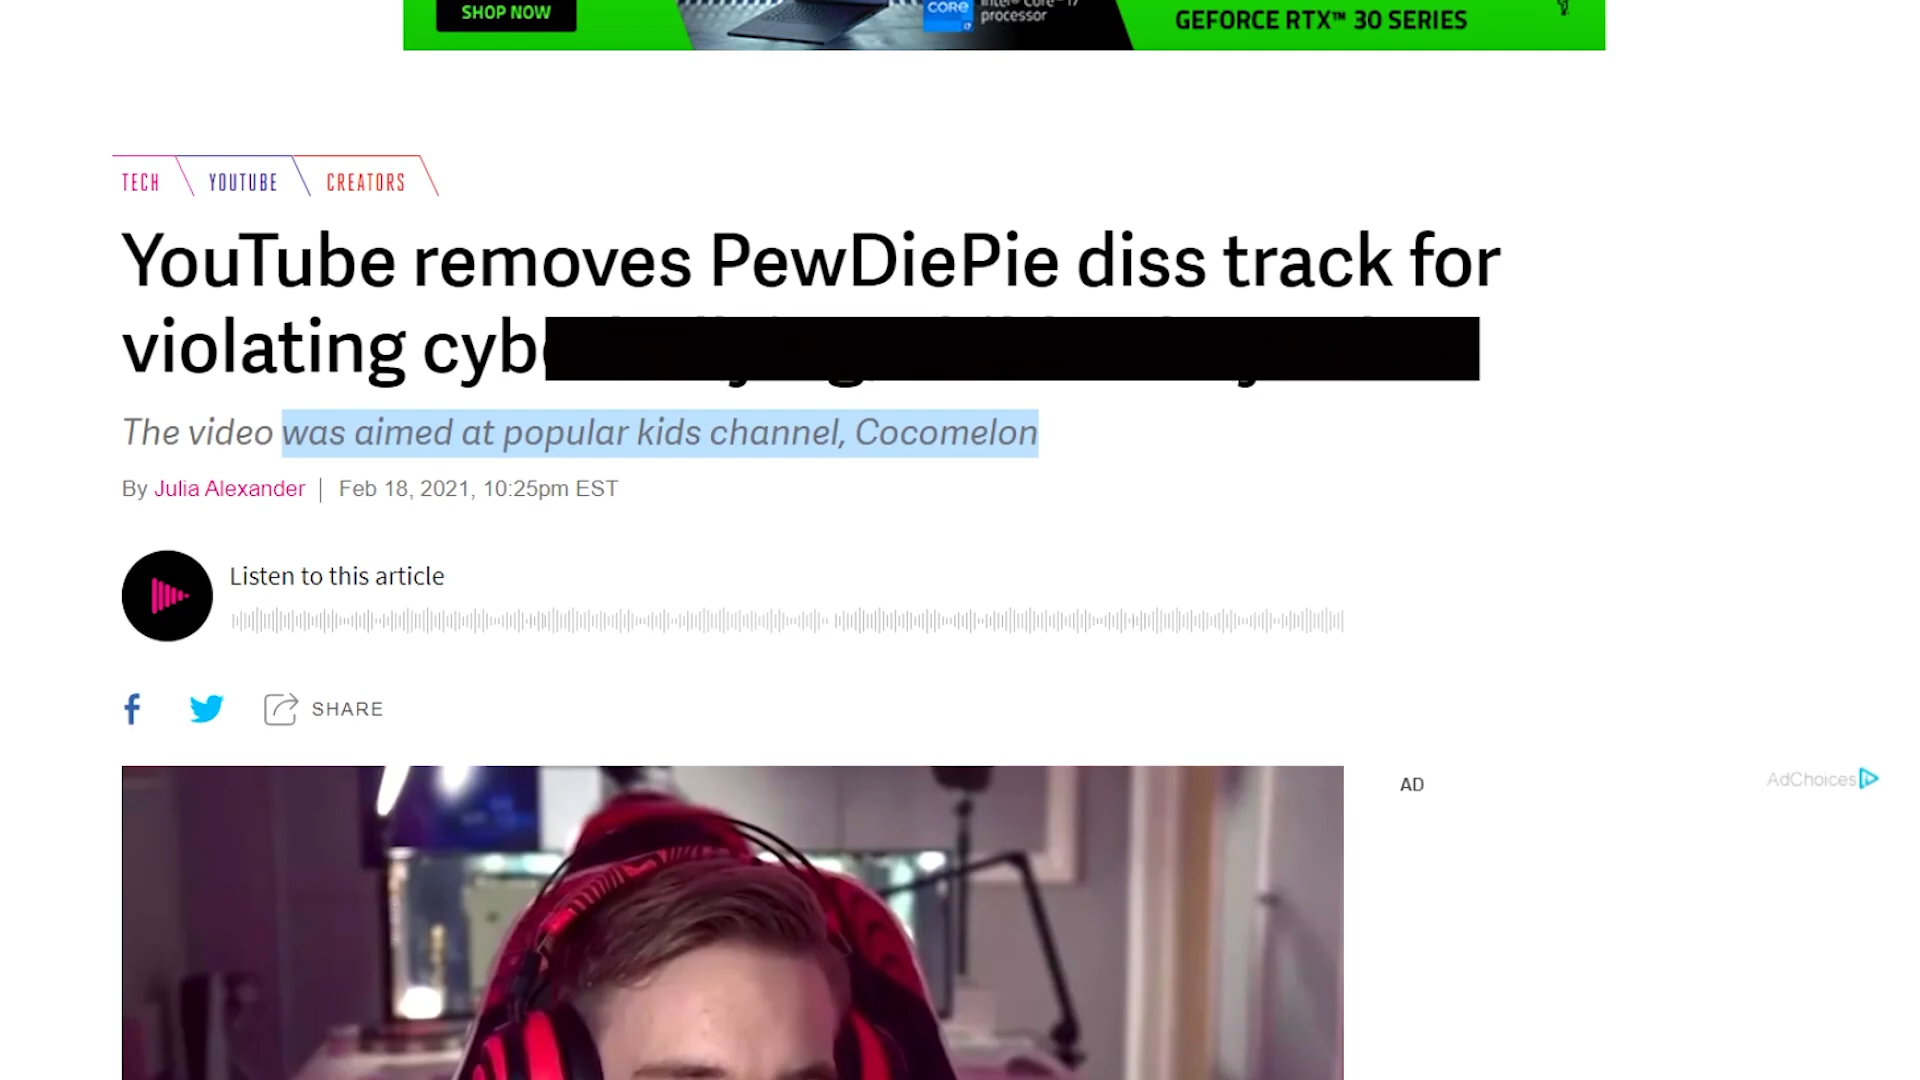 SHOP NOW
CORE
i7
processor
GEFORCE RTX™ 30 SERIES
TECH
YOUTUBE
CREATORS
YouTube removes PewDiePie diss track for
violating
The video was aimed at popular kids channel, Cocomelon
By Julia Alexander | Feb 18, 2021, 10:25pm EST
Listen to this article
SHARE
AD
AdChoices